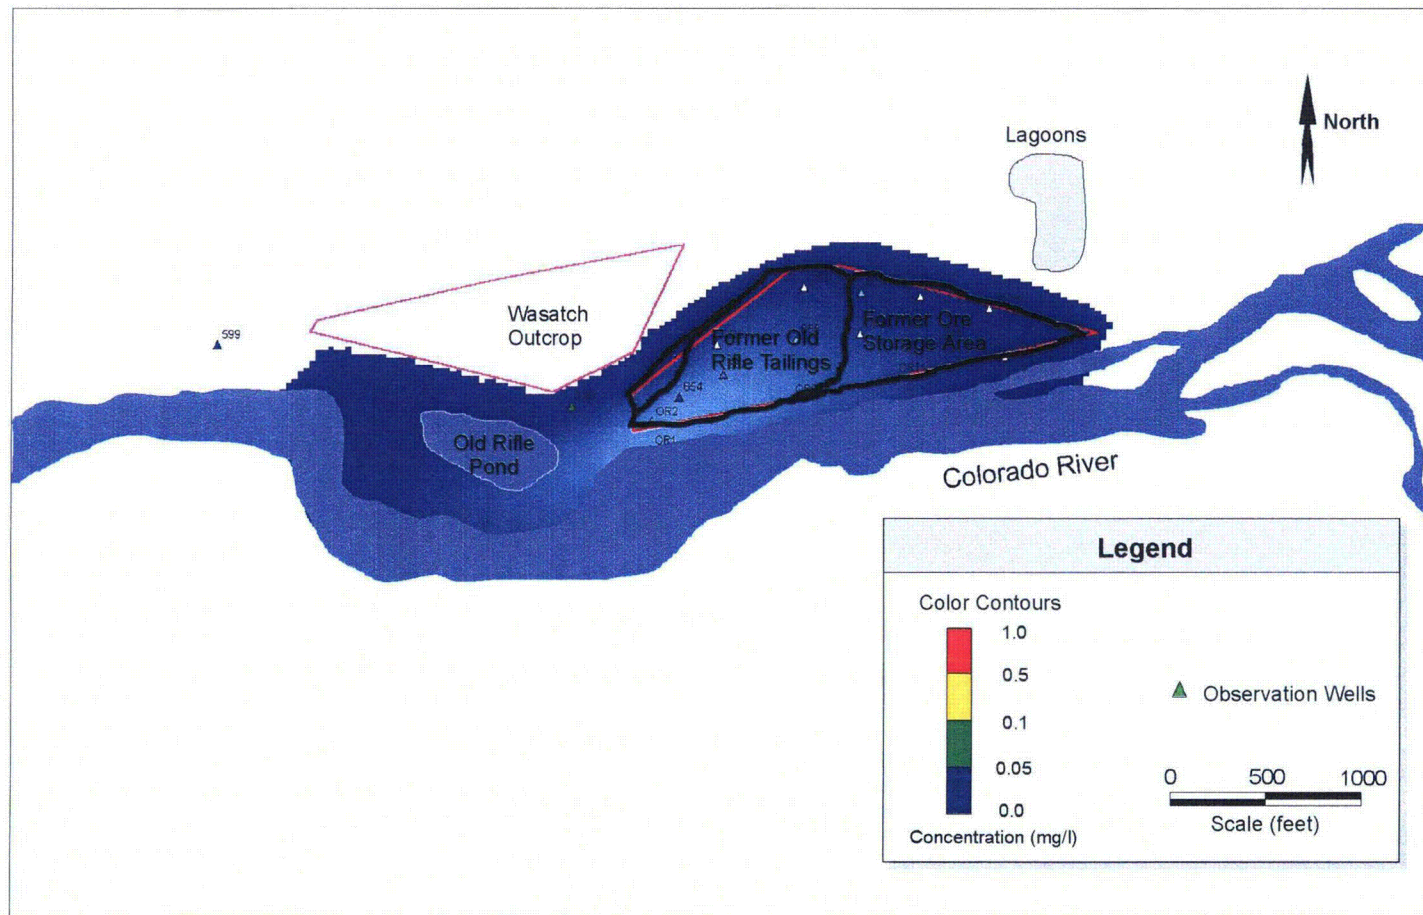 Lagoons
North
Wasatch
Outcrop
599
Former Old
Rifle Tailings
Former Ore
Storage Area
654
OR2
OR1
Old Rifle
Pond
Colorado River
Legend
Color Contours
1.0
0.5
0.1
0.05
0.0
Concentration (mg/l)
Observation Wells
0 500 1000
Scale (feet)